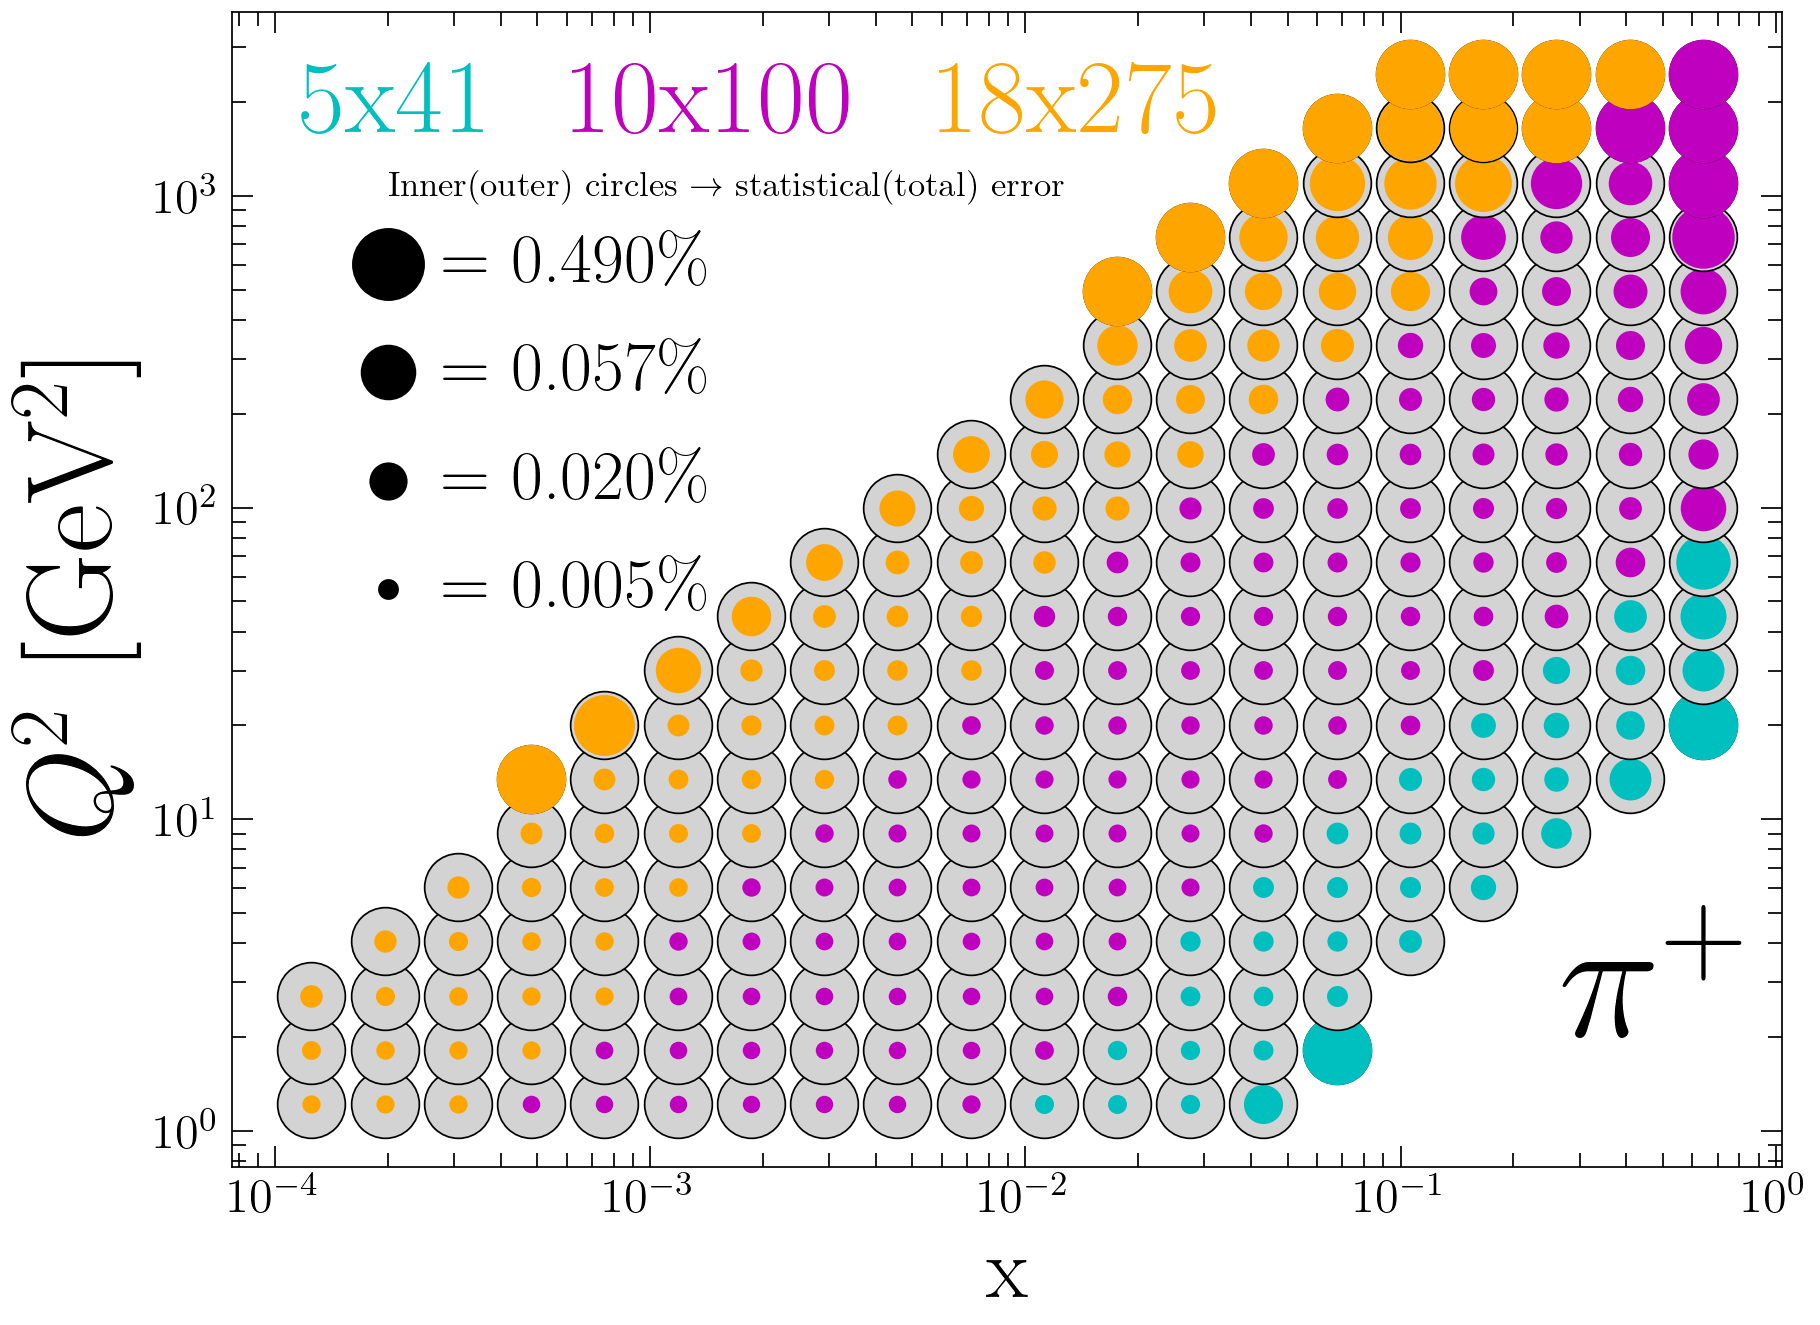 5x41 10x100 18x275
Inner(outer) circles → statistical(total) error
= 0.490%
= 0.057%
= 0.020%
= 0.005%
Q² [GeV²]
10³
10²
10¹
10⁰
π⁺
10⁻⁴ 10⁻³ 10⁻² 10⁻¹ 10⁰
x